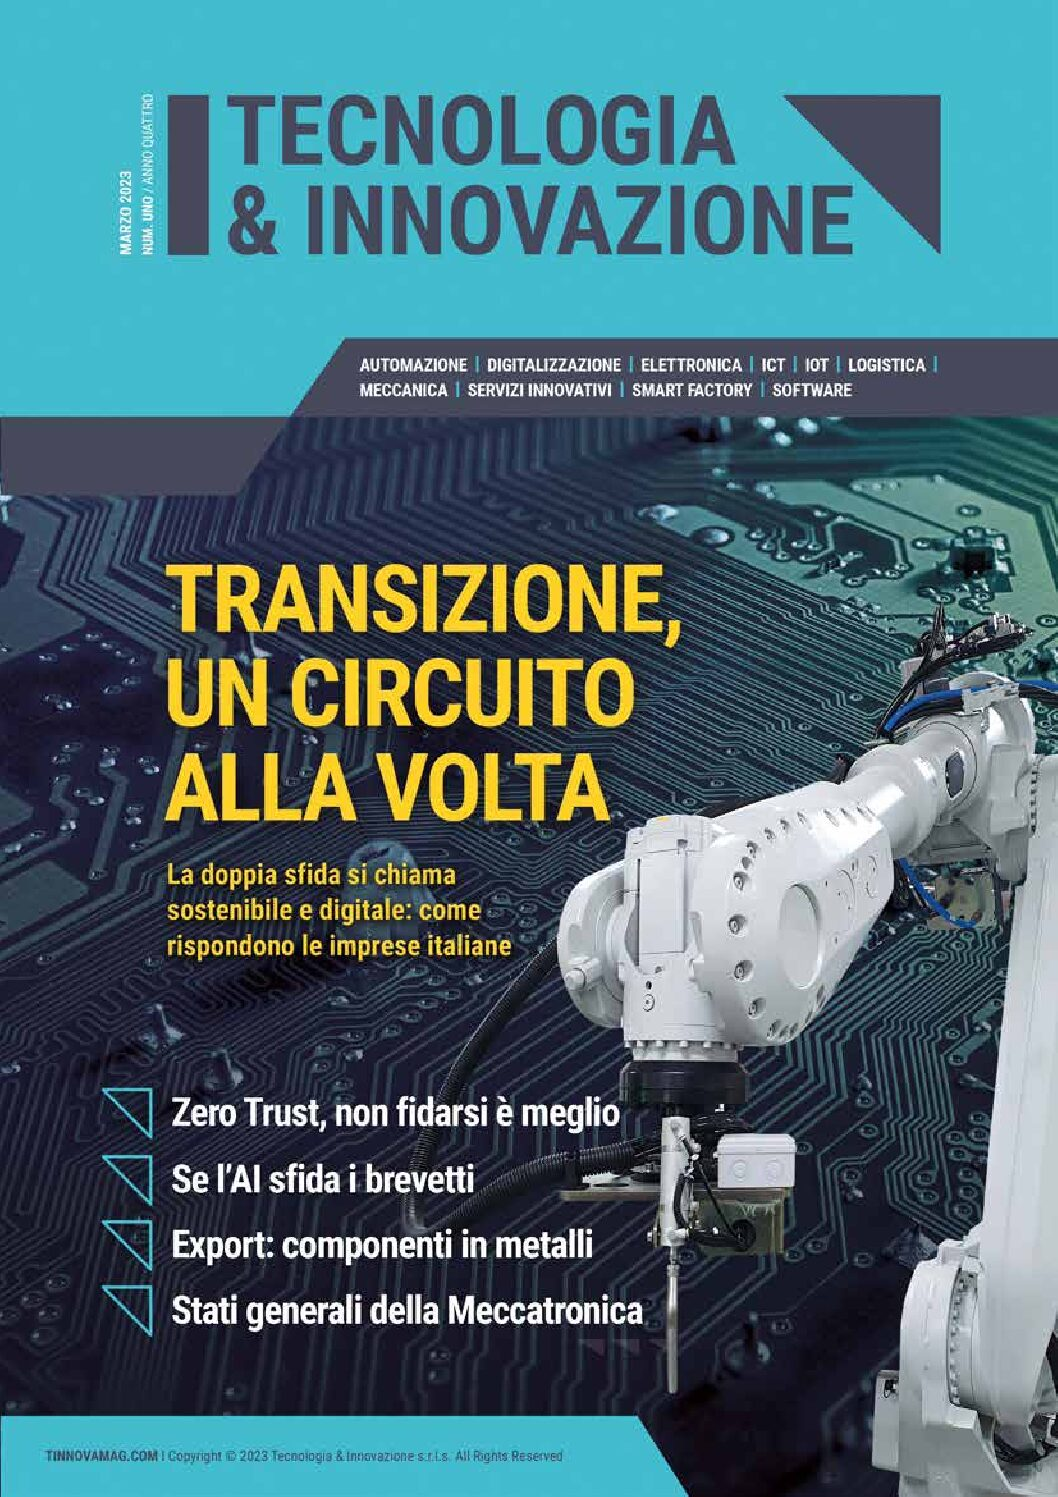 MARZO 2023
NUM. UNO / ANNO QUATTRO
TECNOLOGIA
& INNOVAZIONE
AUTOMAZIONE | DIGITALIZZAZIONE | ELETTRONICA | ICT | IOT | LOGISTICA |
MECCANICA | SERVIZI INNOVATIVI | SMART FACTORY | SOFTWARE
TRANSIZIONE,
UN CIRCUITO
ALLA VOLTA
La doppia sfida si chiama
sostenibile e digitale: come
rispondono le imprese italiane
Zero Trust, non fidarsi è meglio
Se l'AI sfida i brevetti
Export: componenti in metalli
Stati generali della Meccatronica
TINNOVAMAG.COM | Copyright © 2023 Tecnologia & Innovazione s.r.l.s. All Rights Reserved